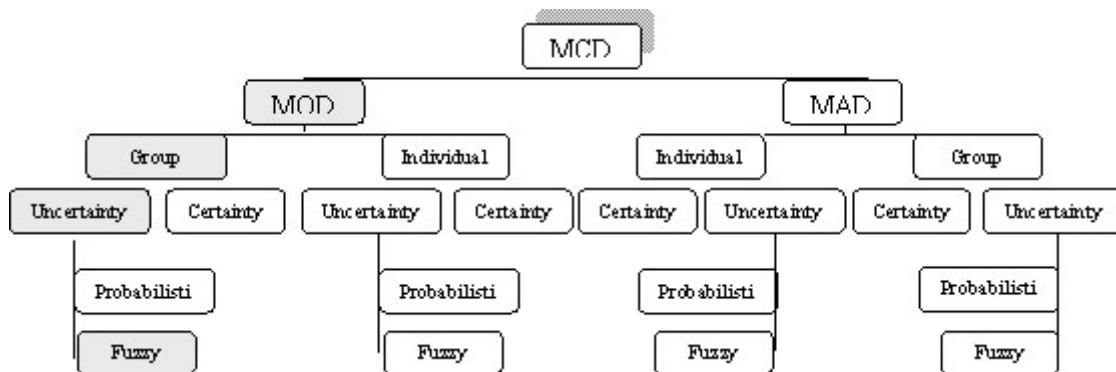 MCD
MOD
MAD
Group
Individual
Individual
Group
Uncertainty
Certainty
Uncertainty
Certainty
Certainty
Uncertainty
Certainty
Uncertainty
Probabilisti
Probabilisti
Probabilisti
Probabilisti
Fuzzy
Fuzzy
Fuzzy
Fuzzy